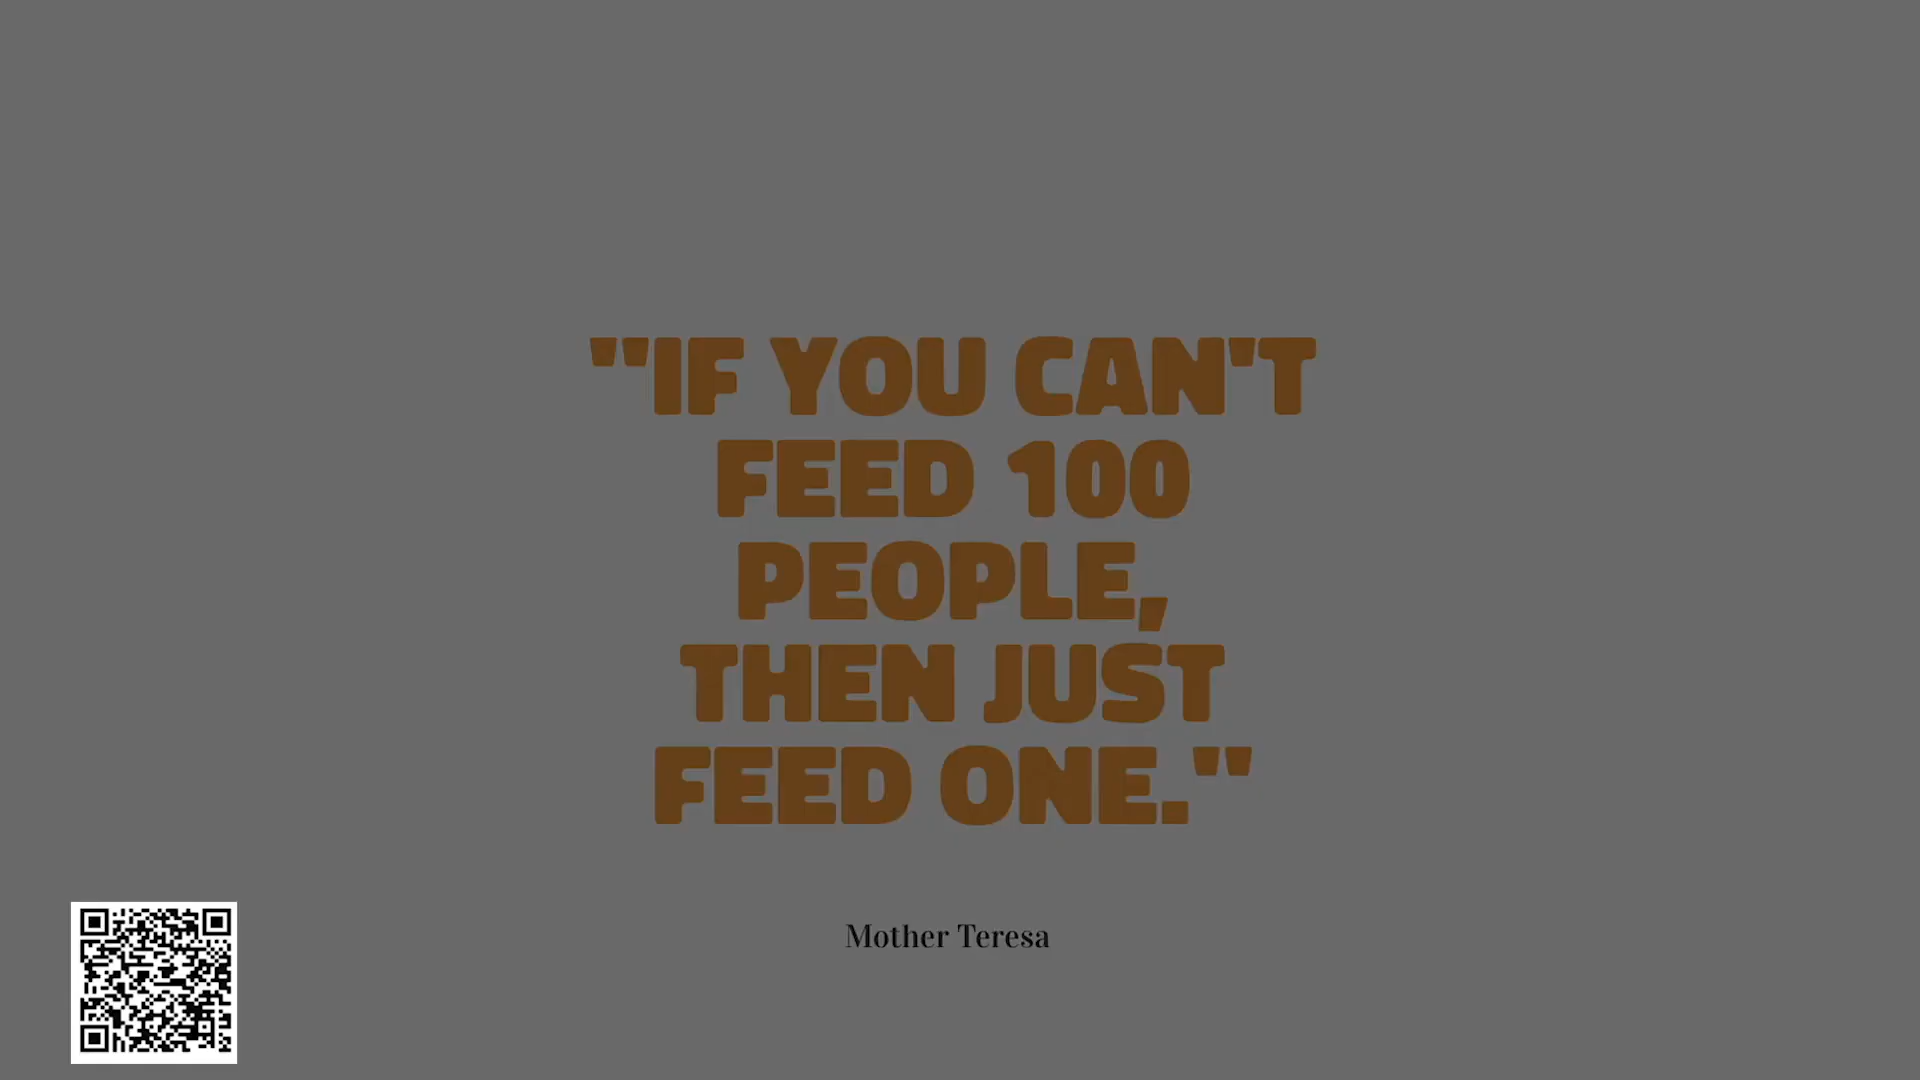 "IF YOU CAN'T
FEED 100
PEOPLE,
THEN JUST
FEED ONE."
Mother Teresa